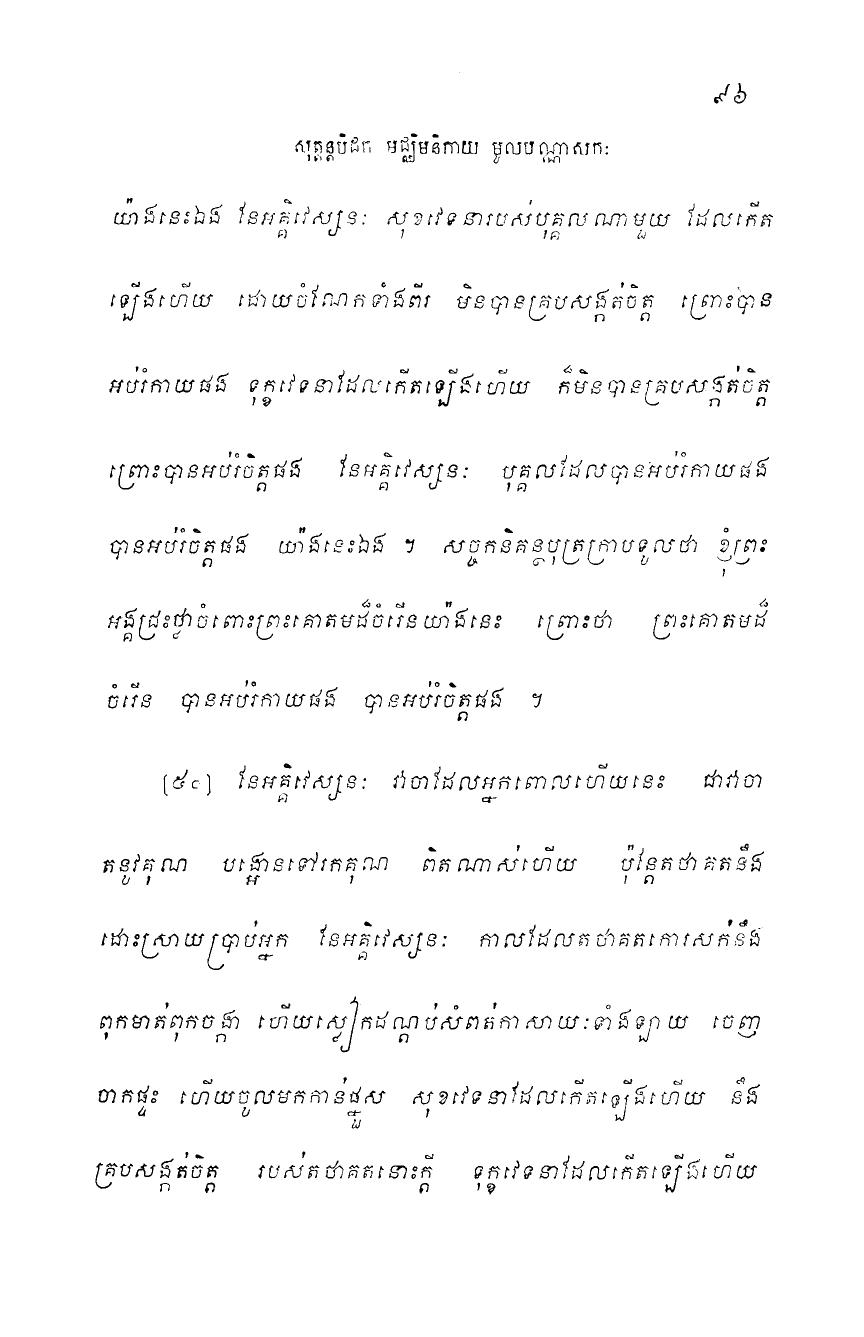 ៩៦
សុត្តន្តបិដក មជ្ឈិមនិកាយ មូលបណ្ណាសកៈ
យ៉ាងនេះឯង នែអគ្គិវេស្សនៈ សុខវេទនារបស់បុគ្គលណាមួយ ដែលកើត
ឡើងហើយ ដោយចំណែកទាំងពីរ មិនបានគ្របសង្កត់ចិត្ត ព្រោះបាន
អប់រំកាយផង ទុក្ខវេទនាដែលកើតឡើងហើយ ក៏មិនបានគ្របសង្កត់ចិត្ត
ព្រោះបានអប់រំចិត្តផង នែអគ្គិវេស្សនៈ បុគ្គលដែលបានអប់រំកាយផង
បានអប់រំចិត្តផង យ៉ាងនេះឯង ។ សច្ចកនិគន្ថបុត្រក្រាបទូលថា ខ្ញុំព្រះ
អង្គជ្រះថ្លាចំពោះព្រះគោតមដ៏ចំរើនយ៉ាងនេះ ព្រោះថា ព្រះគោតមដ៏
ចំរើន បានអប់រំកាយផង បានអប់រំចិត្តផង ។
[៥០] នែអគ្គិវេស្សនៈ វាចាដែលអ្នកពោលហើយនេះ ជាវាចា
តនូវគុណ បង្អោនទៅរកគុណ ពិតណាស់ហើយ ប៉ុន្តែតថាគតនឹង
ដោះស្រាយប្រាប់អ្នក នែអគ្គិវេស្សនៈ កាលដែលតថាគតកោរសក់នឹង
ពុកមាត់ពុកចង្កា ហើយស្លៀកដណ្តប់សំពត់កាសាយៈទាំងឡាយ ចេញ
ចាកផ្ទះ ហើយចូលមកកាន់ផ្នួស សុខវេទនាដែលកើតឡើងហើយ នឹង
គ្របសង្កត់ចិត្ត របស់តថាគតនោះក្តី ទុក្ខវេទនាដែលកើតឡើងហើយ